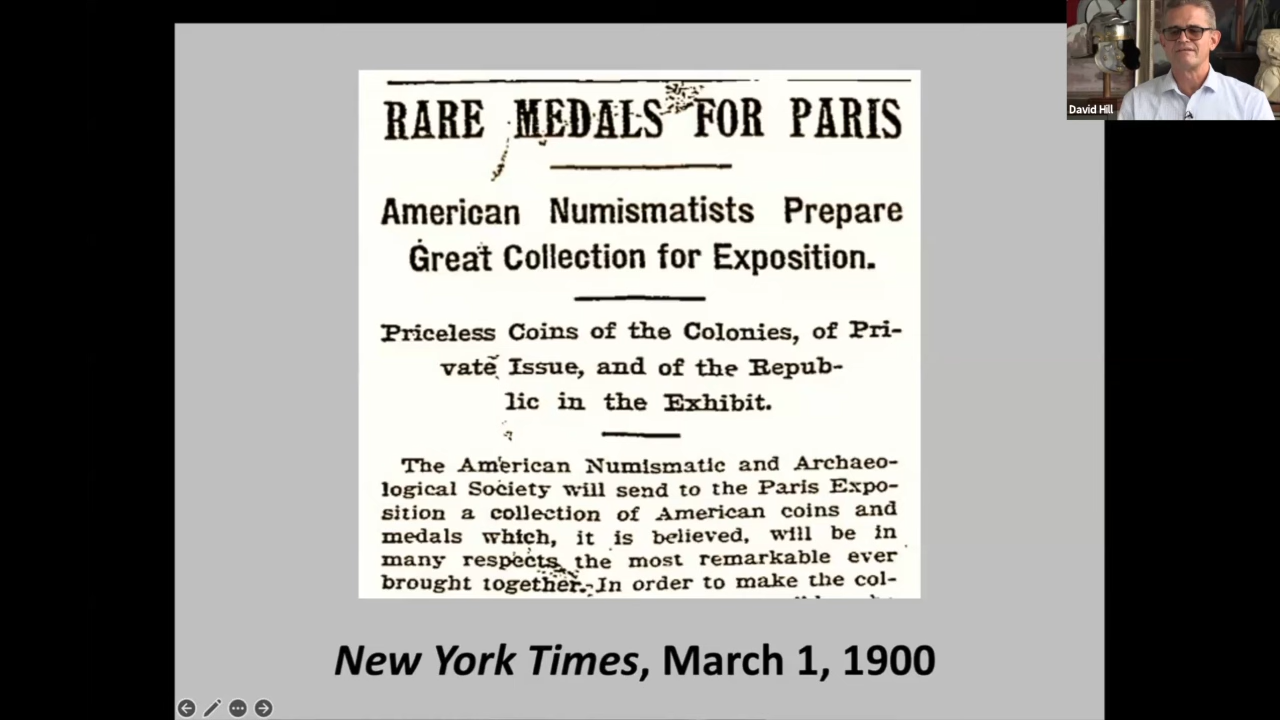 RARE MEDALS FOR PARIS
American Numismatists Prepare
Great Collection for Exposition.
Priceless Coins of the Colonies, of Pri-
vate Issue, and of the Repub-
lic in the Exhibit.
The American Numismatic and Archaeo-
logical Society will send to the Paris Expo-
sition a collection of American coins and
medals which, it is believed, will be in
many respects the most remarkable ever
brought together. In order to make the col-
New York Times, March 1, 1900
David Hill